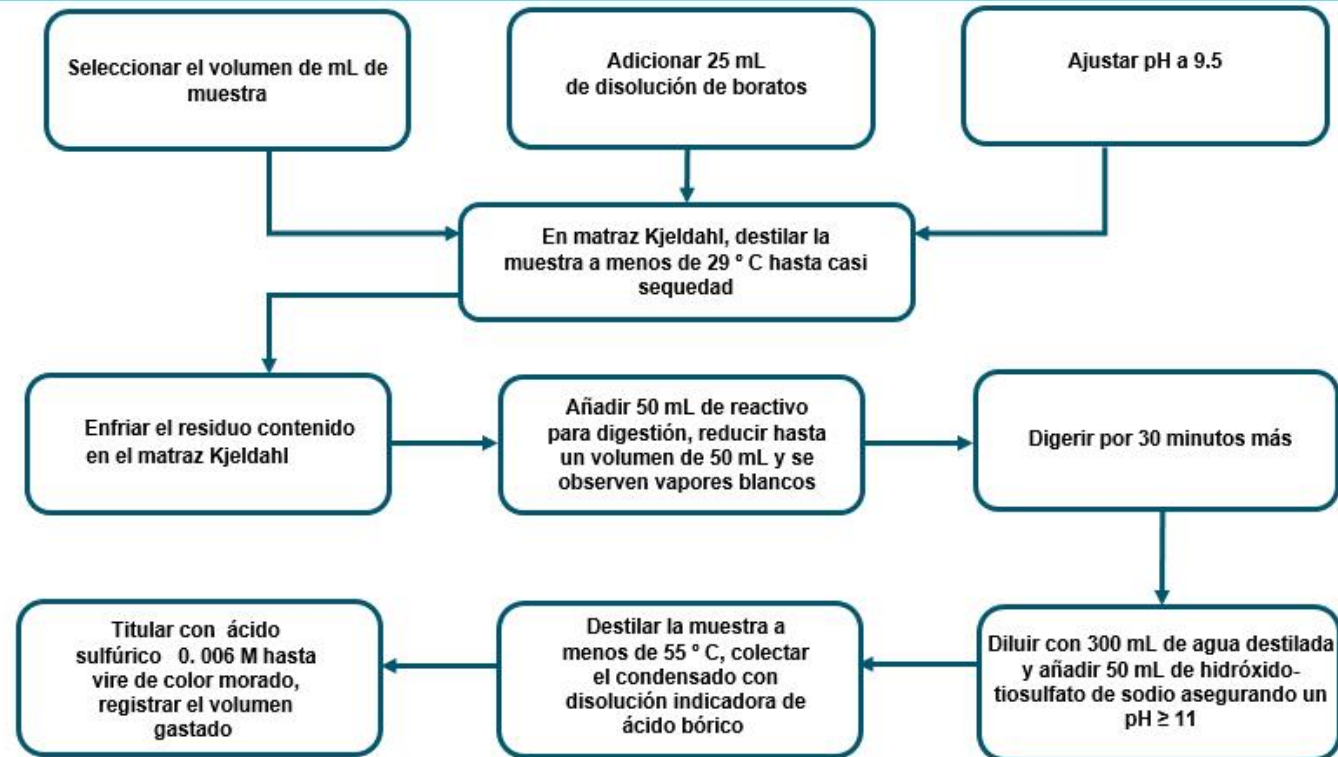 Seleccionar el volumen de mL de
muestra
Adicionar 25 mL
de disolución de boratos
Ajustar pH a 9.5
En matraz Kjeldahl, destilar la
muestra a menos de 29 º C hasta casi
sequedad
Enfriar el residuo contenido
en el matraz Kjeldahl
Añadir 50 mL de reactivo
para digestión, reducir hasta
un volumen de 50 mL y se
observen vapores blancos
Digerir por 30 minutos más
Diluir con 300 mL de agua destilada
y añadir 50 mL de hidróxido-
tiosulfato de sodio asegurando un
pH ≥ 11
Destilar la muestra a
menos de 55 º C, colectar
el condensado con
disolución indicadora de
ácido bórico
Titular con ácido
sulfúrico 0. 006 M hasta
vire de color morado,
registrar el volumen
gastado